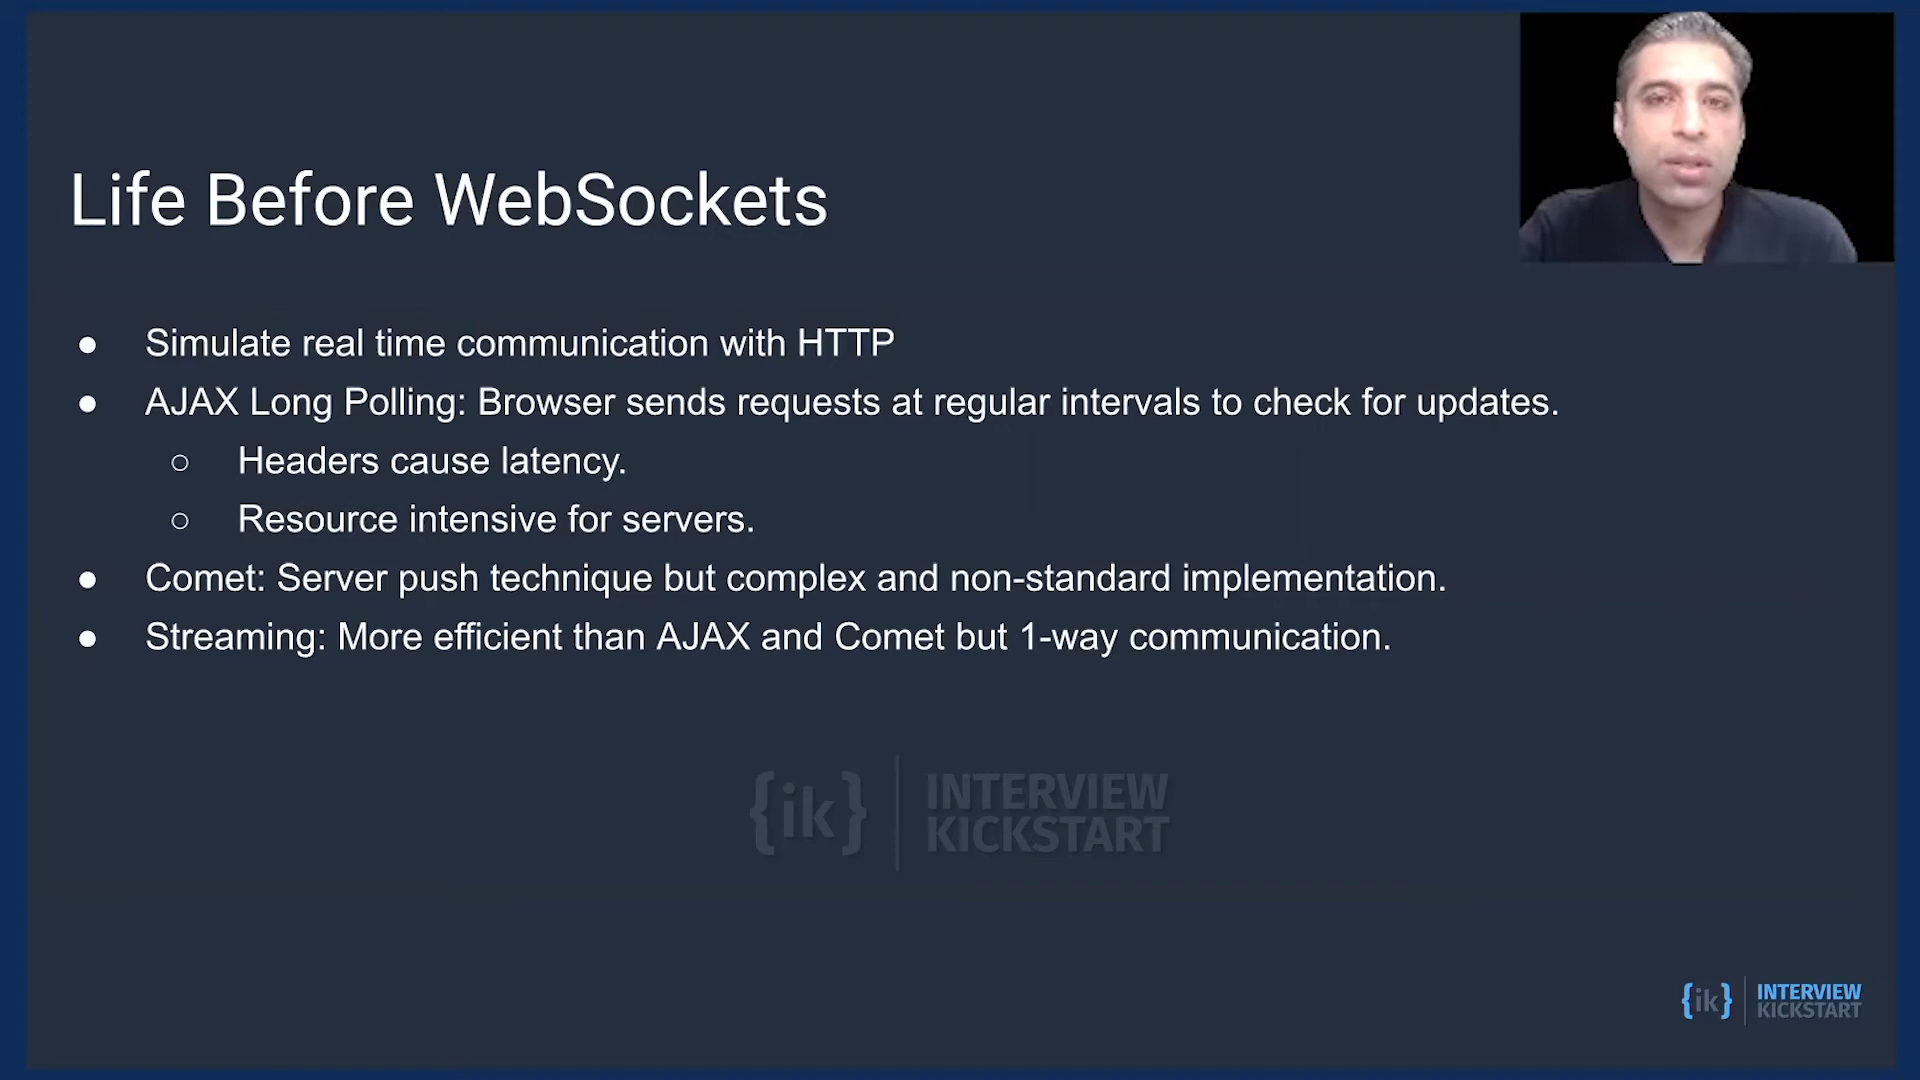 Life Before WebSockets
● Simulate real time communication with HTTP
● AJAX Long Polling: Browser sends requests at regular intervals to check for updates.
○ Headers cause latency.
○ Resource intensive for servers.
● Comet: Server push technique but complex and non-standard implementation.
● Streaming: More efficient than AJAX and Comet but 1-way communication.
{ik} INTERVIEW
KICKSTART
{ik} INTERVIEW
KICKSTART